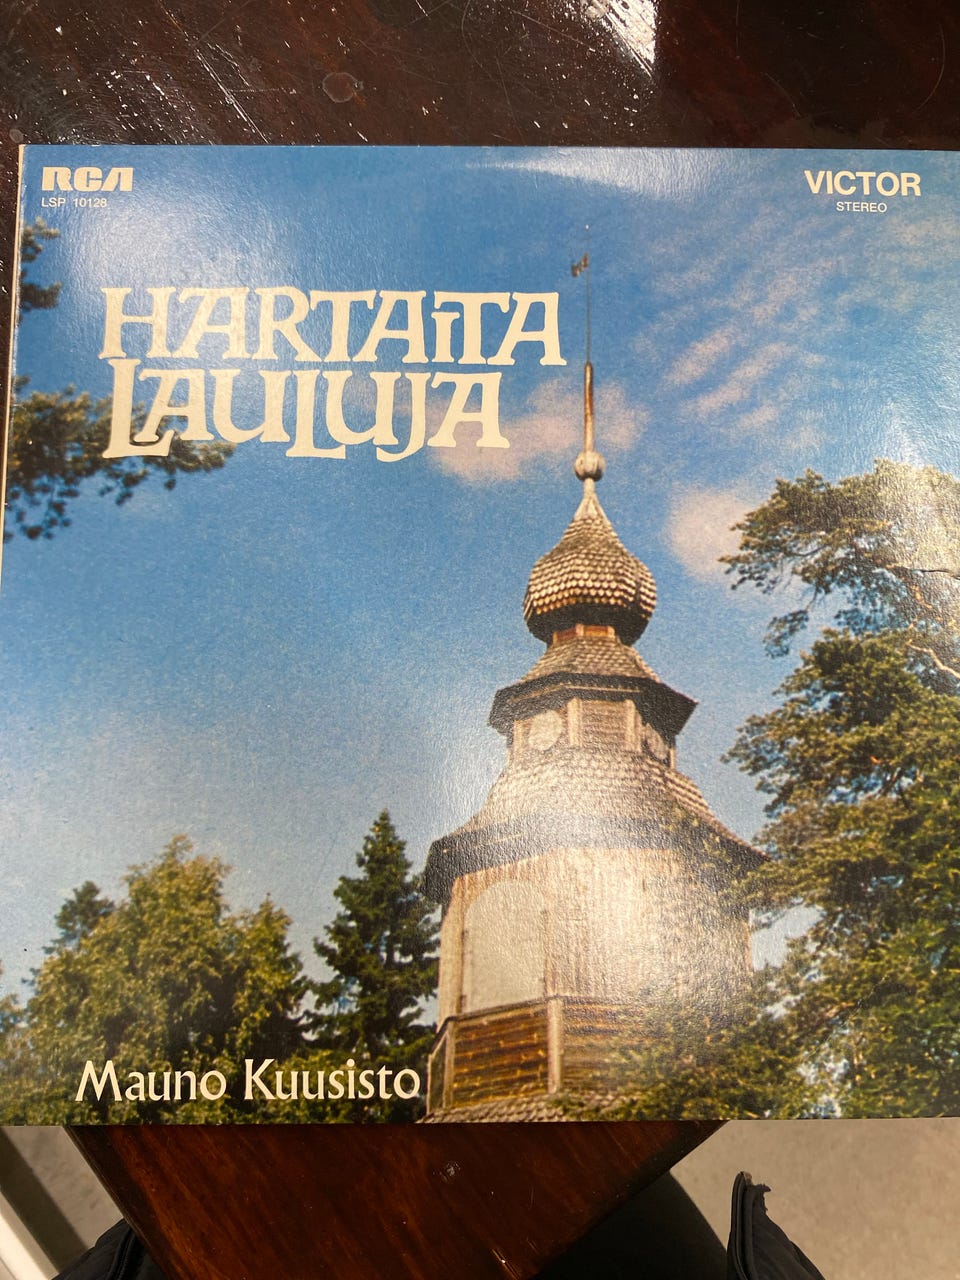 RCA
LSP 10128
VICTOR
STEREO
HARTAITA
LAULUJA
Mauno Kuusisto